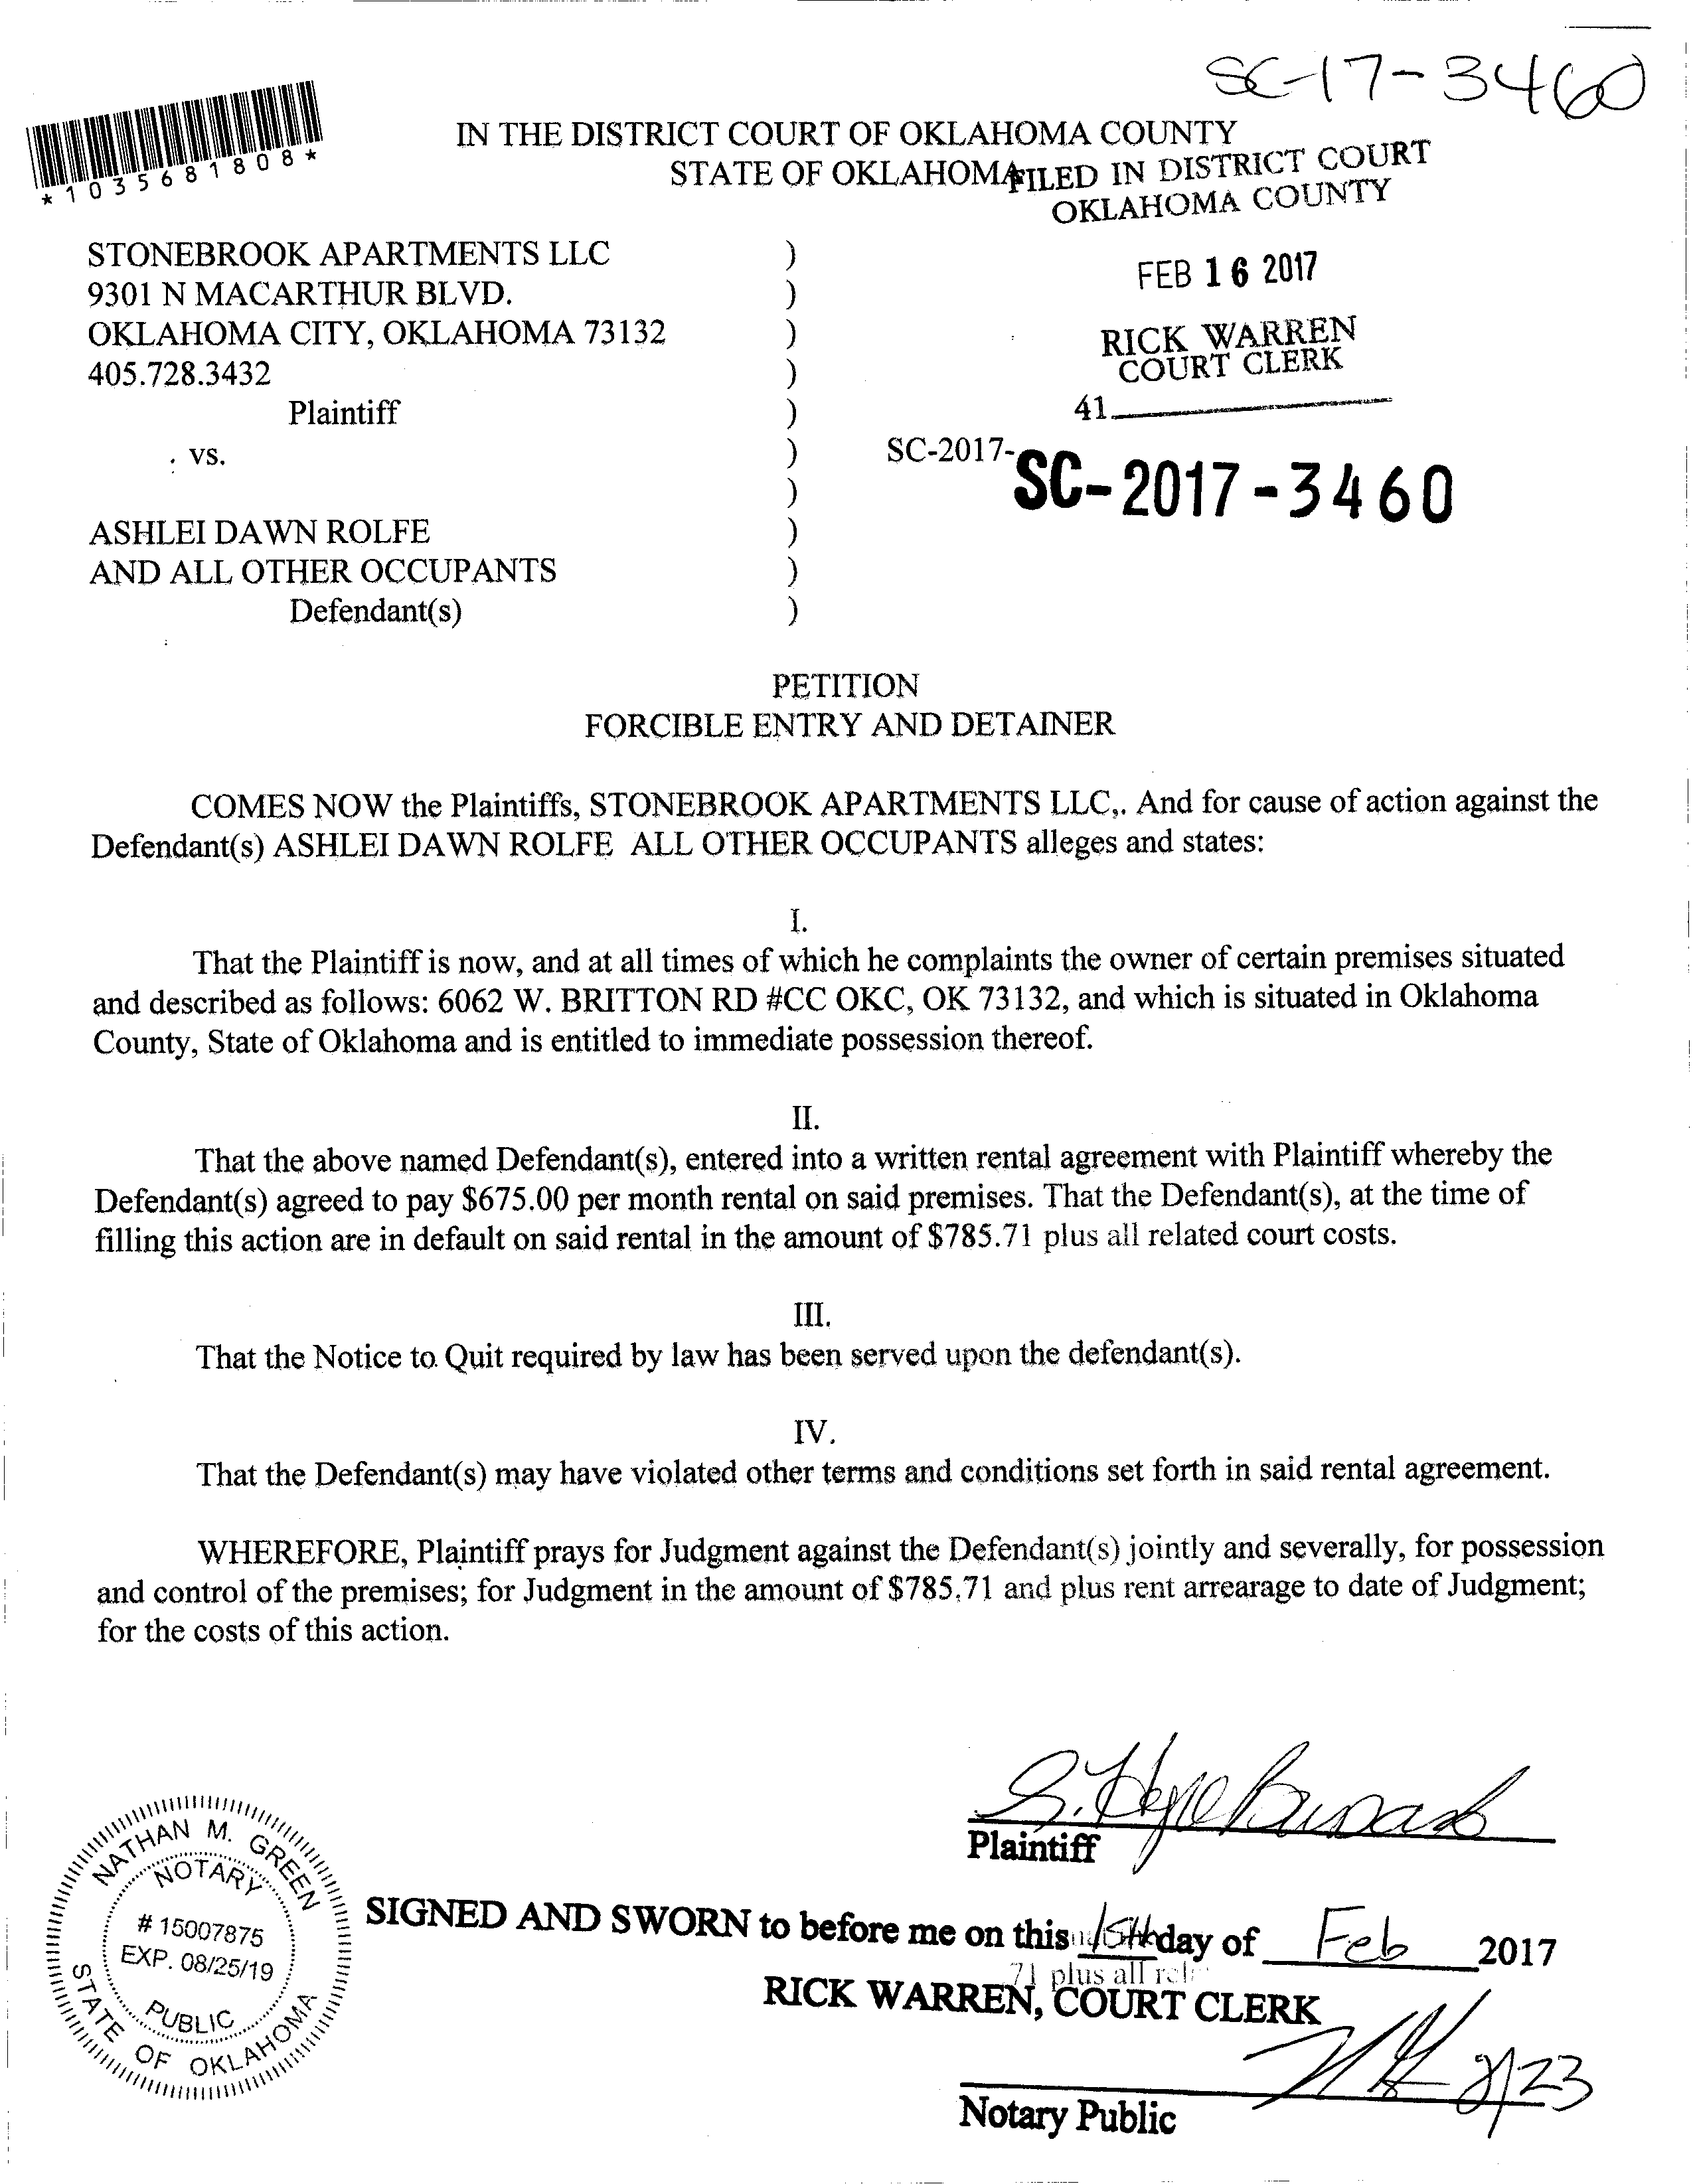 SC-17-3460
*1035681808*
IN THE DISTRICT COURT OF OKLAHOMA COUNTY
STATE OF OKLAHOMA
FILED IN DISTRICT COURT
OKLAHOMA COUNTY
STONEBROOK APARTMENTS LLC )
9301 N MACARTHUR BLVD. )
OKLAHOMA CITY, OKLAHOMA 73132 )
405.728.3432 )
Plaintiff )
FEB 16 2017
RICK WARREN
COURT CLERK
41
vs. )
SC-2017-
SC-2017-3460
)
ASHLEI DAWN ROLFE )
AND ALL OTHER OCCUPANTS )
Defendant(s) )
PETITION
FORCIBLE ENTRY AND DETAINER
COMES NOW the Plaintiffs, STONEBROOK APARTMENTS LLC,. And for cause of action against the
Defendant(s) ASHLEI DAWN ROLFE ALL OTHER OCCUPANTS alleges and states:
I.
That the Plaintiff is now, and at all times of which he complaints the owner of certain premises situated
and described as follows: 6062 W. BRITTON RD #CC OKC, OK 73132, and which is situated in Oklahoma
County, State of Oklahoma and is entitled to immediate possession thereof.
II.
That the above named Defendant(s), entered into a written rental agreement with Plaintiff whereby the
Defendant(s) agreed to pay $675.00 per month rental on said premises. That the Defendant(s), at the time of
filling this action are in default on said rental in the amount of $785.71 plus all related court costs.
III.
That the Notice to Quit required by law has been served upon the defendant(s).
IV.
That the Defendant(s) may have violated other terms and conditions set forth in said rental agreement.
WHEREFORE, Plaintiff prays for Judgment against the Defendant(s) jointly and severally, for possession
and control of the premises; for Judgment in the amount of $785.71 and plus rent arrearage to date of Judgment;
for the costs of this action.
Plaintiff
NATHAN M. GREEN
NOTARY
# 15007875
EXP. 08/25/19
PUBLIC
STATE OF OKLAHOMA
SIGNED AND SWORN to before me on this 15th day of Feb 2017
71 plus all
RICK WARREN, COURT CLERK
2/23
Notary Public